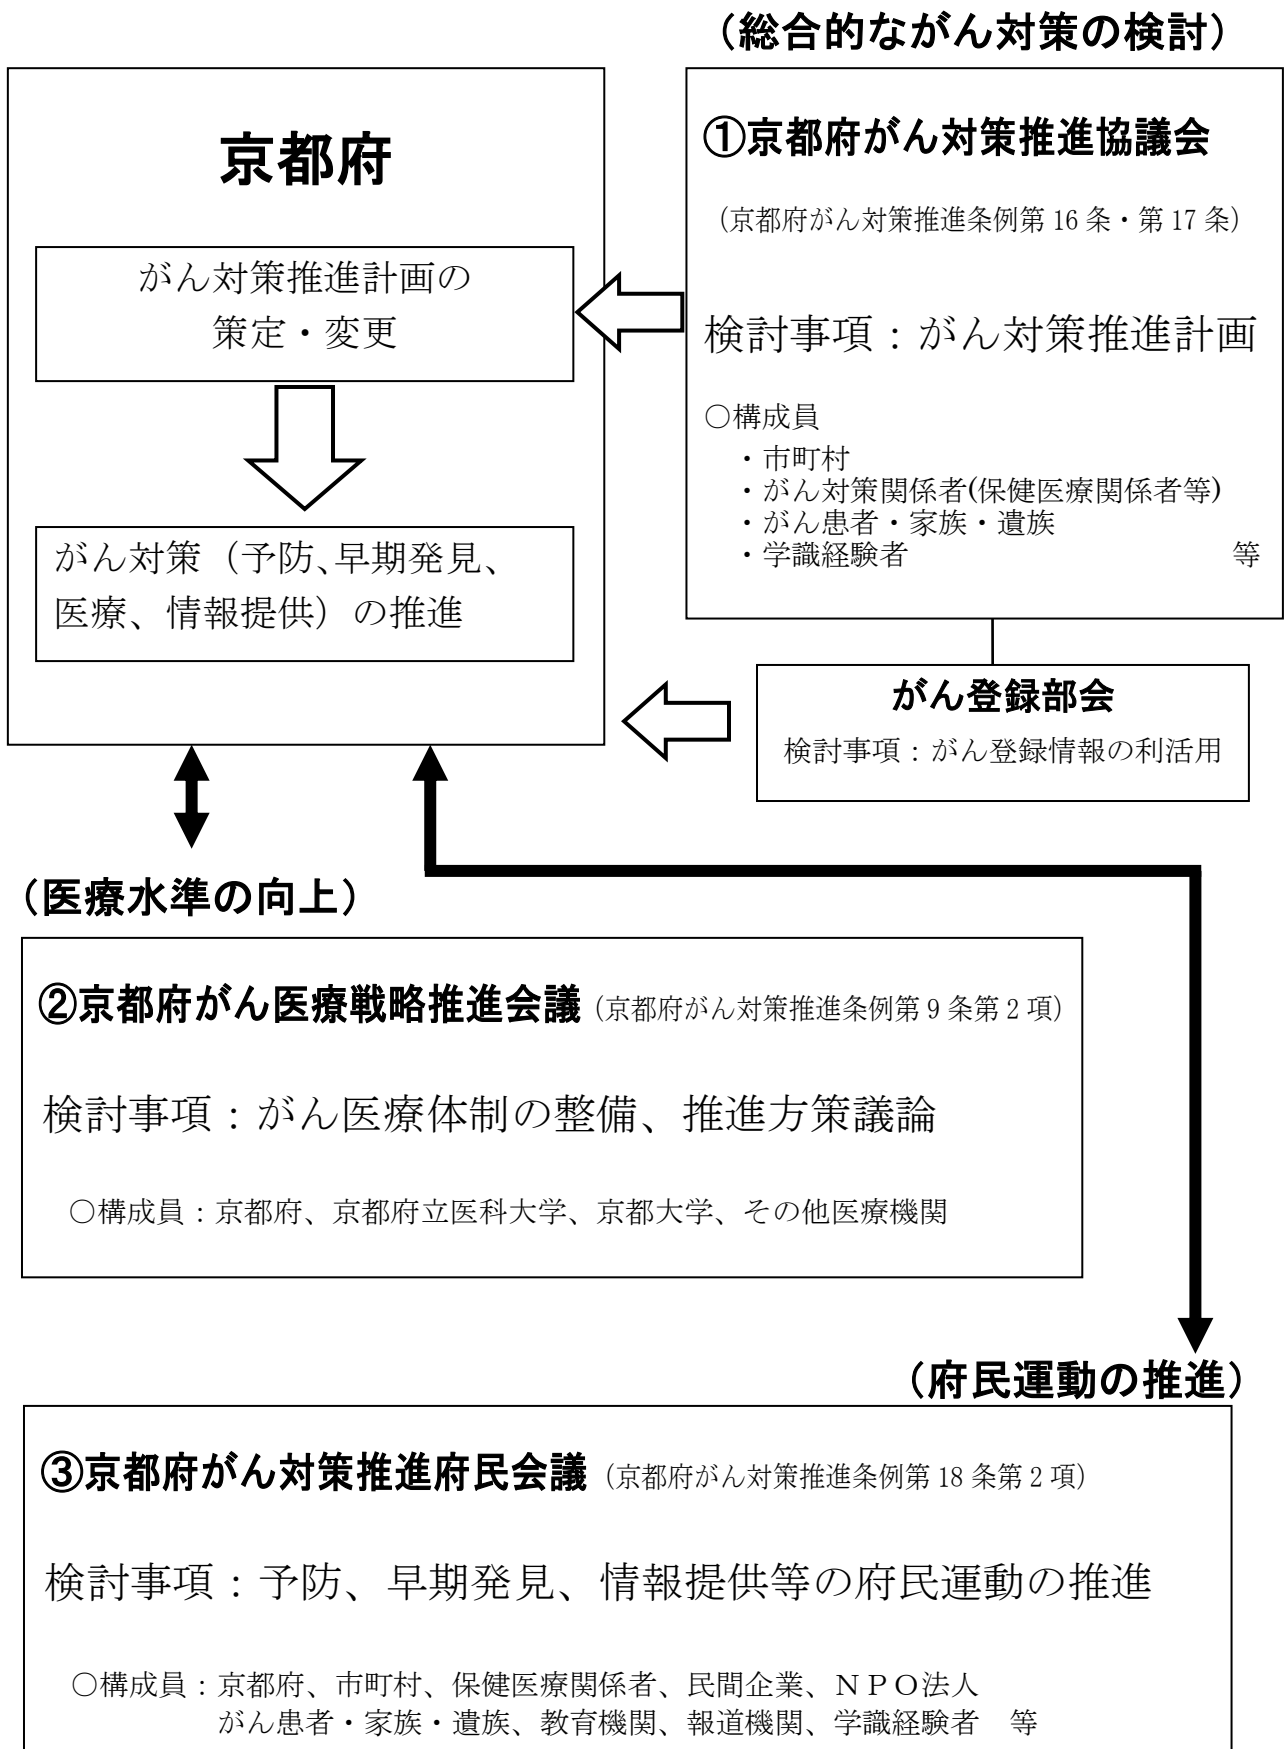 （総合的ながん対策の検討）
京都府
がん対策推進計画の
策定・変更
がん対策（予防、早期発見、
医療、情報提供）の推進
①京都府がん対策推進協議会
（京都府がん対策推進条例第 16 条・第 17 条）
検討事項：がん対策推進計画
○構成員
・市町村
・がん対策関係者(保健医療関係者等)
・がん患者・家族・遺族
・学識経験者　等
がん登録部会
検討事項：がん登録情報の利活用
（医療水準の向上）
②京都府がん医療戦略推進会議（京都府がん対策推進条例第 9 条第 2 項）
検討事項：がん医療体制の整備、推進方策議論
○構成員：京都府、京都府立医科大学、京都大学、その他医療機関
（府民運動の推進）
③京都府がん対策推進府民会議（京都府がん対策推進条例第 18 条第 2 項）
検討事項：予防、早期発見、情報提供等の府民運動の推進
○構成員：京都府、市町村、保健医療関係者、民間企業、ＮＰＯ法人
がん患者・家族・遺族、教育機関、報道機関、学識経験者　等